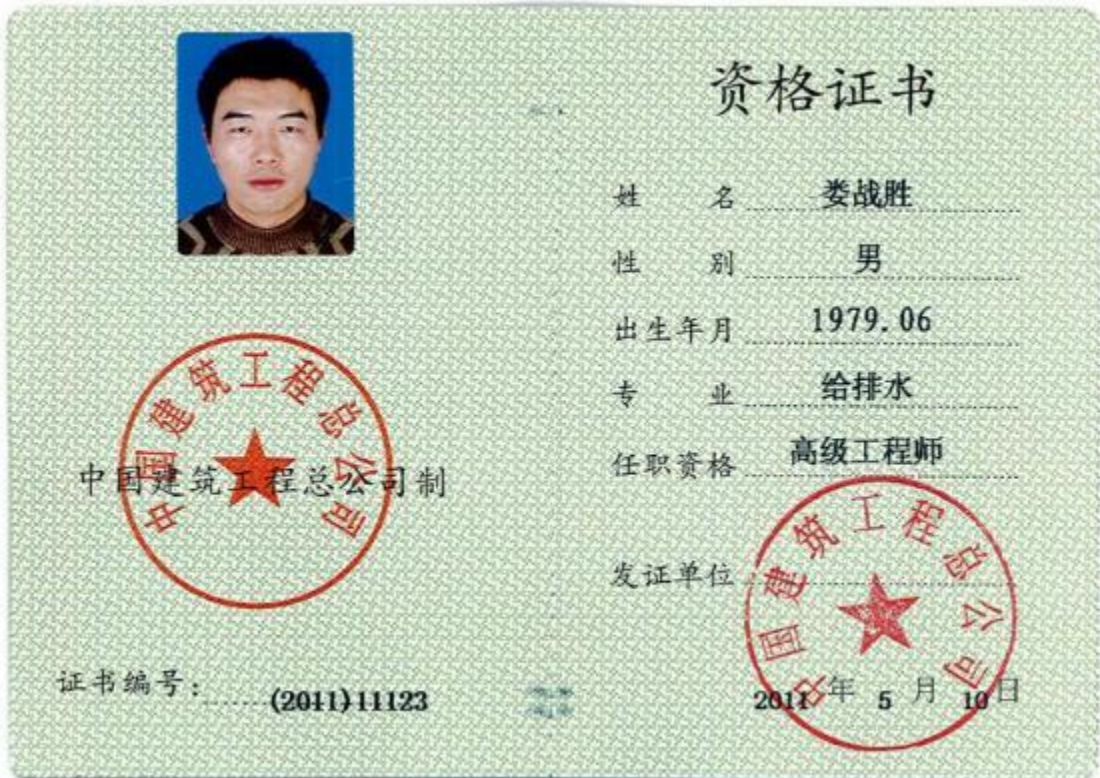 中国建筑工程总公司
中国建筑工程总公司制
证书编号：(2011)11123
资格证书
姓名 娄战胜
性别 男
出生年月 1979.06
专业 给排水
任职资格 高级工程师
发证单位
中国建筑工程总公司
2011年5月10日